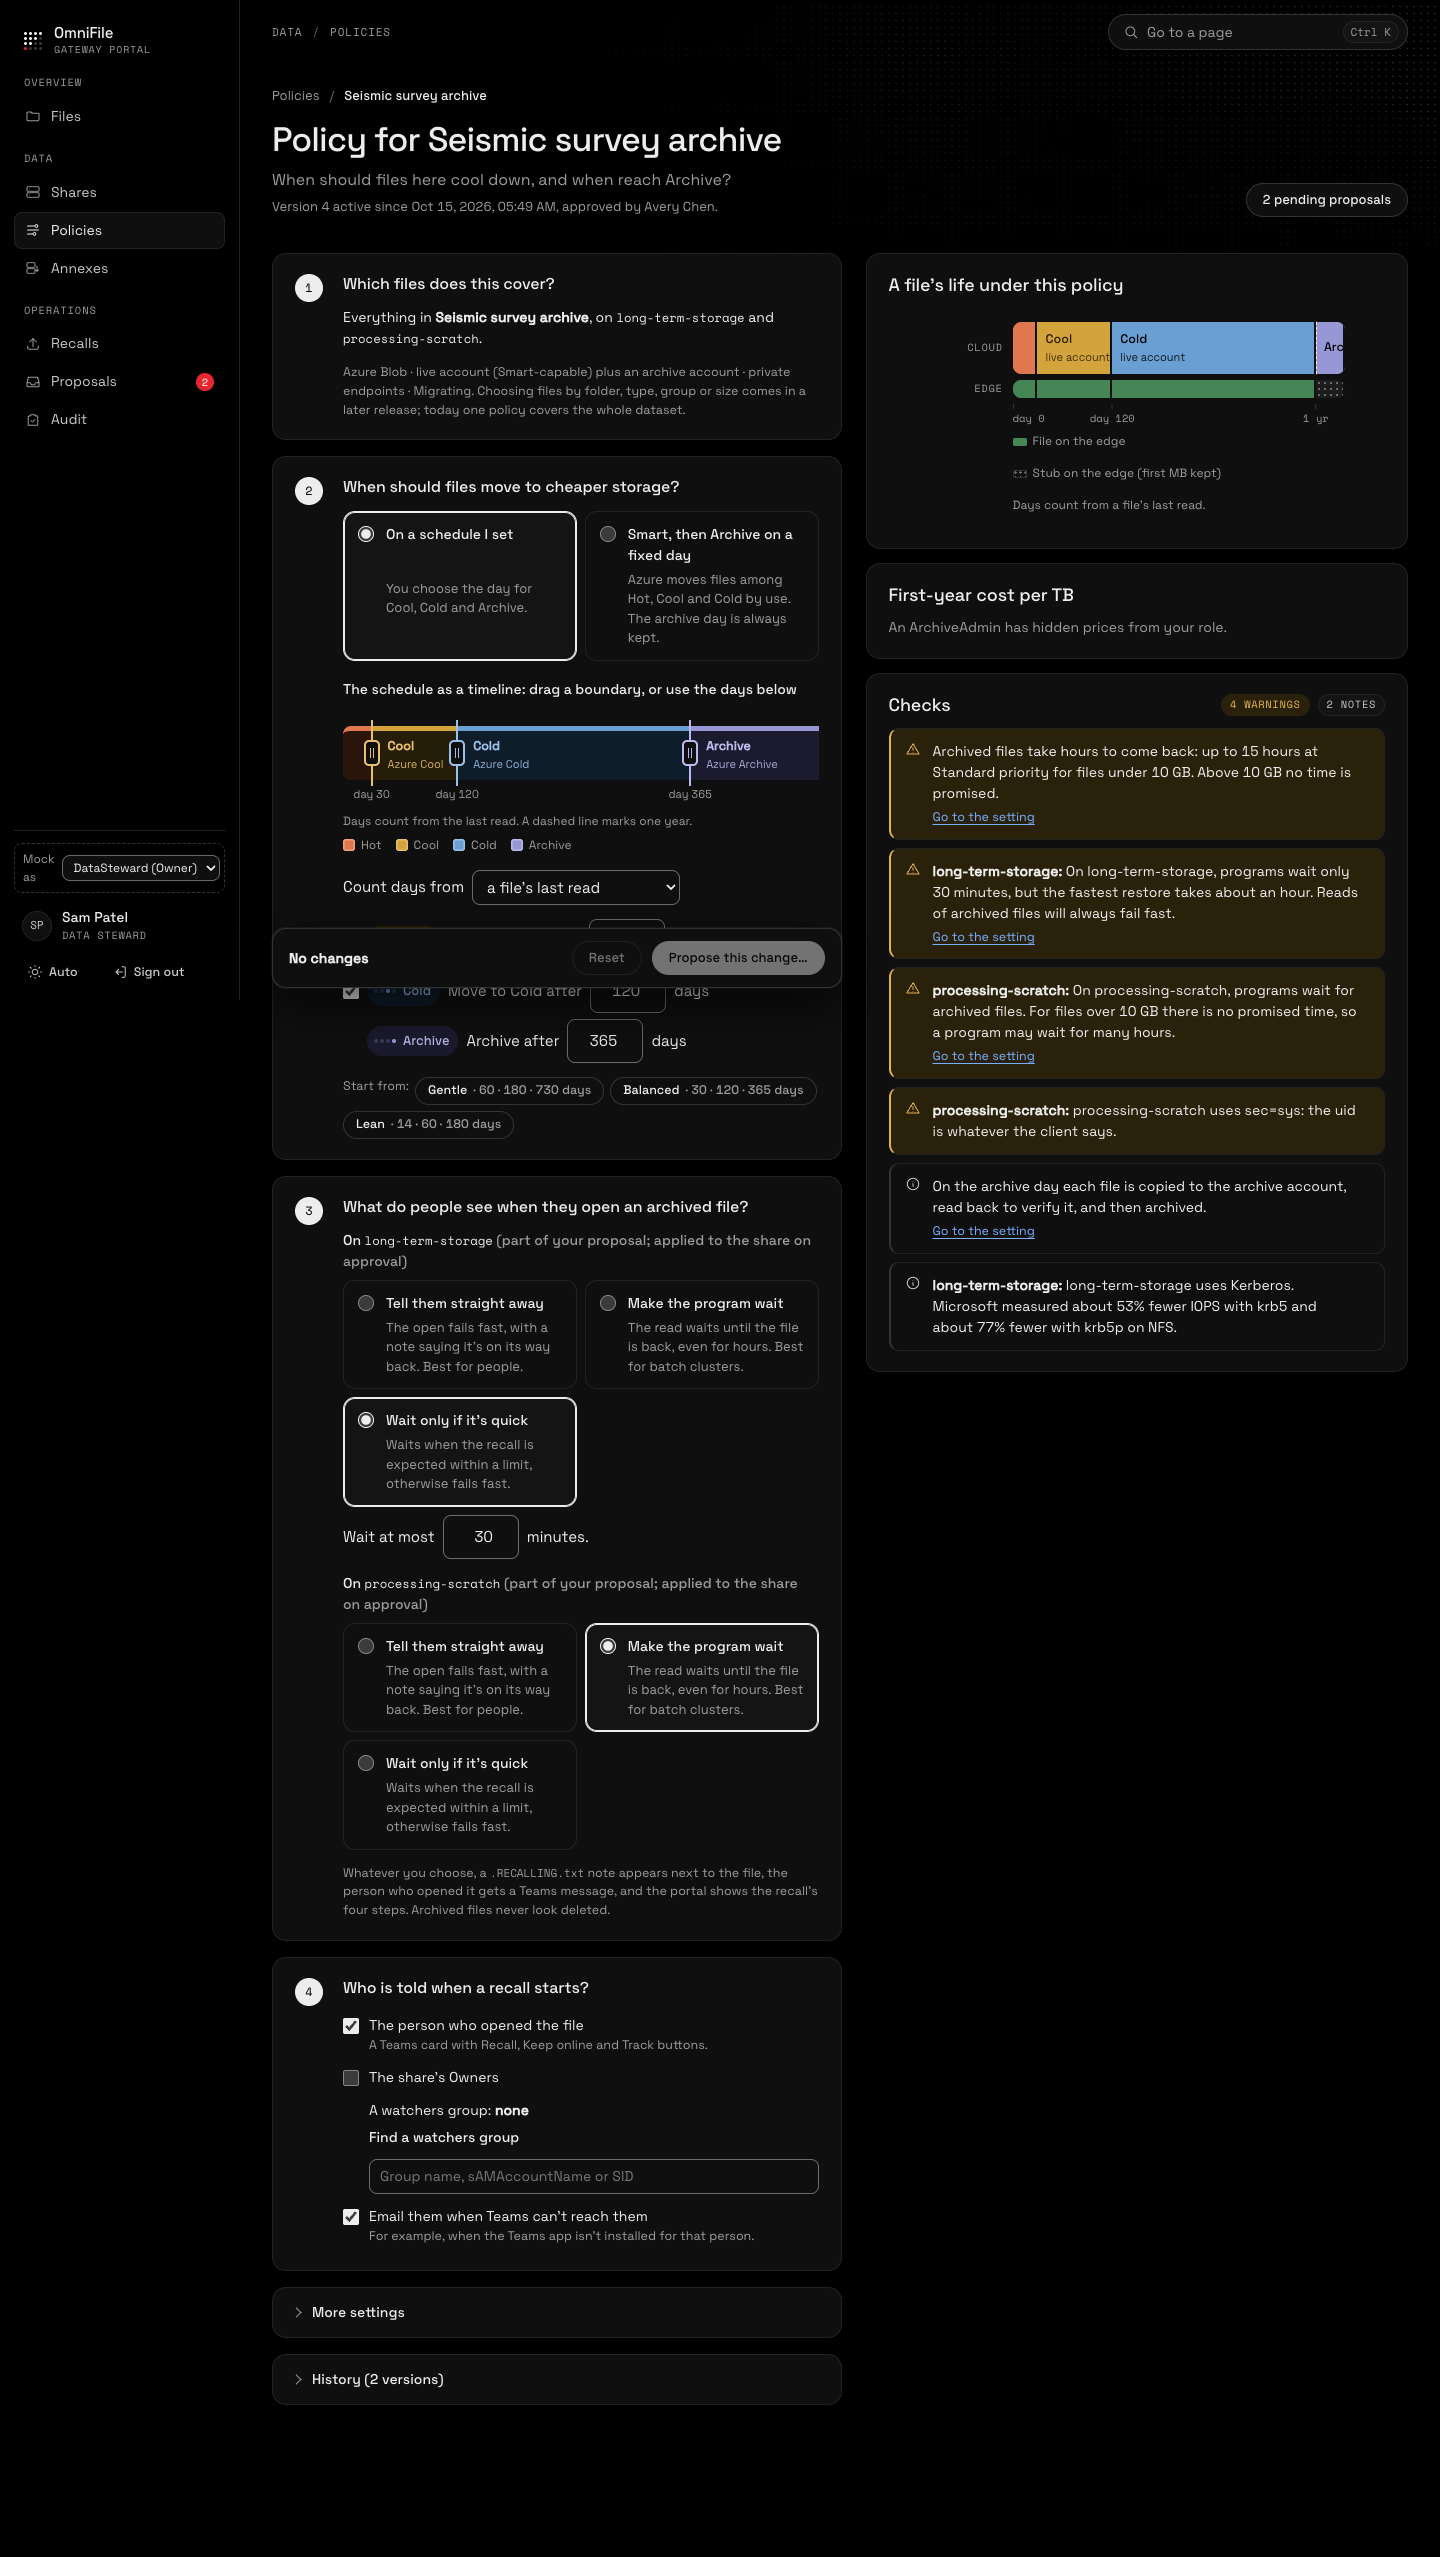 OmniFile
GATEWAY PORTAL
OVERVIEW
Files
DATA
Shares
Policies
Annexes
OPERATIONS
Recalls
Proposals 2
Audit
Mock as
DataSteward (Owner)
SP
Sam Patel
DATA STEWARD
Auto
Sign out
DATA / POLICIES
Go to a page
Ctrl K
Policies / Seismic survey archive
Policy for Seismic survey archive
When should files here cool down, and when reach Archive?
Version 4 active since Oct 15, 2026, 05:49 AM, approved by Avery Chen.
2 pending proposals
1
Which files does this cover?
Everything in Seismic survey archive, on long-term-storage and
processing-scratch.
Azure Blob · live account (Smart-capable) plus an archive account · private
endpoints · Migrating. Choosing files by folder, type, group or size comes in a
later release; today one policy covers the whole dataset.
2
When should files move to cheaper storage?
On a schedule I set
You choose the day for
Cool, Cold and Archive.
Smart, then Archive on a
fixed day
Azure moves files among
Hot, Cool and Cold by use.
The archive day is always
kept.
The schedule as a timeline: drag a boundary, or use the days below
Cool
Azure Cool
Cold
Azure Cold
Archive
Azure Archive
day 30
day 120
day 365
Days count from the last read. A dashed line marks one year.
Hot
Cool
Cold
Archive
Count days from
a file's last read
No changes
Reset
Propose this change…
Cold
Move to Cold after 120 days
Archive
Archive after 365 days
Start from:
Gentle · 60 · 180 · 730 days
Balanced · 30 · 120 · 365 days
Lean · 14 · 60 · 180 days
3
What do people see when they open an archived file?
On long-term-storage (part of your proposal; applied to the share on
approval)
Tell them straight away
The open fails fast, with a
note saying it's on its way
back. Best for people.
Make the program wait
The read waits until the file
is back, even for hours. Best
for batch clusters.
Wait only if it's quick
Waits when the recall is
expected within a limit,
otherwise fails fast.
Wait at most 30 minutes.
On processing-scratch (part of your proposal; applied to the share
on approval)
Tell them straight away
The open fails fast, with a
note saying it's on its way
back. Best for people.
Make the program wait
The read waits until the file
is back, even for hours. Best
for batch clusters.
Wait only if it's quick
Waits when the recall is
expected within a limit,
otherwise fails fast.
Whatever you choose, a .RECALLING.txt note appears next to the file, the
person who opened it gets a Teams message, and the portal shows the recall's
four steps. Archived files never look deleted.
4
Who is told when a recall starts?
The person who opened the file
A Teams card with Recall, Keep online and Track buttons.
The share's Owners
A watchers group: none
Find a watchers group
Group name, sAMAccountName or SID
Email them when Teams can't reach them
For example, when the Teams app isn't installed for that person.
More settings
History (2 versions)
A file's life under this policy
CLOUD
Cool
live account
Cold
live account
Arc
EDGE
day 0
day 120
1 yr
File on the edge
Stub on the edge (first MB kept)
Days count from a file's last read.
First-year cost per TB
An ArchiveAdmin has hidden prices from your role.
Checks
4 WARNINGS
2 NOTES
Archived files take hours to come back: up to 15 hours at
Standard priority for files under 10 GB. Above 10 GB no time is
promised.
Go to the setting
long-term-storage: On long-term-storage, programs wait only
30 minutes, but the fastest restore takes about an hour. Reads
of archived files will always fail fast.
Go to the setting
processing-scratch: On processing-scratch, programs wait for
archived files. For files over 10 GB there is no promised time, so
a program may wait for many hours.
Go to the setting
processing-scratch: processing-scratch uses sec=sys: the uid
is whatever the client says.
On the archive day each file is copied to the archive account,
read back to verify it, and then archived.
Go to the setting
long-term-storage: long-term-storage uses Kerberos.
Microsoft measured about 53% fewer IOPS with krb5 and
about 77% fewer with krb5p on NFS.